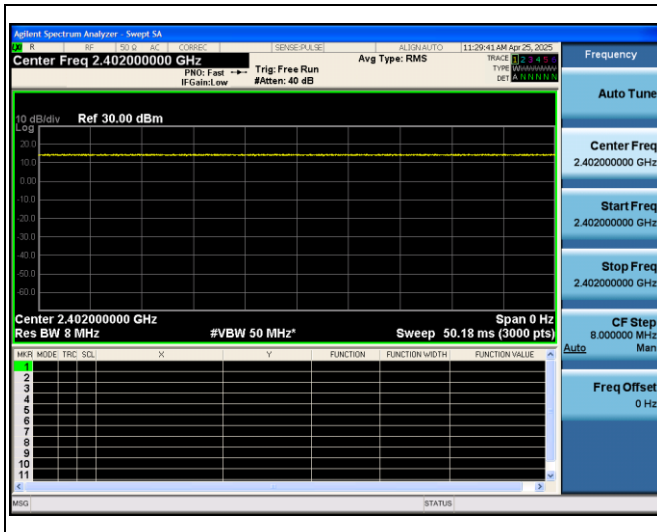 Agilent Spectrum Analyzer - Swept SA
R RF 50 Ω AC CORREC SENSE:PULSE ALIGN AUTO 11:29:41 AM Apr 25, 2025
Center Freq 2.402000000 GHz
PNO: Fast
IFGain:Low
Trig: Free Run
#Atten: 40 dB
Avg Type: RMS
TRACE 1 2 3 4 5 6
TYPE WWWWWW
DET A N N N N N
10 dB/div Ref 30.00 dBm
Log
20.0
10.0
0.00
-10.0
-20.0
-30.0
-40.0
-50.0
-60.0
Center 2.402000000 GHz Span 0 Hz
Res BW 8 MHz #VBW 50 MHz* Sweep 50.18 ms (3000 pts)
MKR MODE TRC SCL X Y FUNCTION FUNCTION WIDTH FUNCTION VALUE
1
2
3
4
5
6
7
8
9
10
11
MSG STATUS
Frequency
Auto Tune
Center Freq
2.402000000 GHz
Start Freq
2.402000000 GHz
Stop Freq
2.402000000 GHz
CF Step
8.000000 MHz
Auto Man
Freq Offset
0 Hz